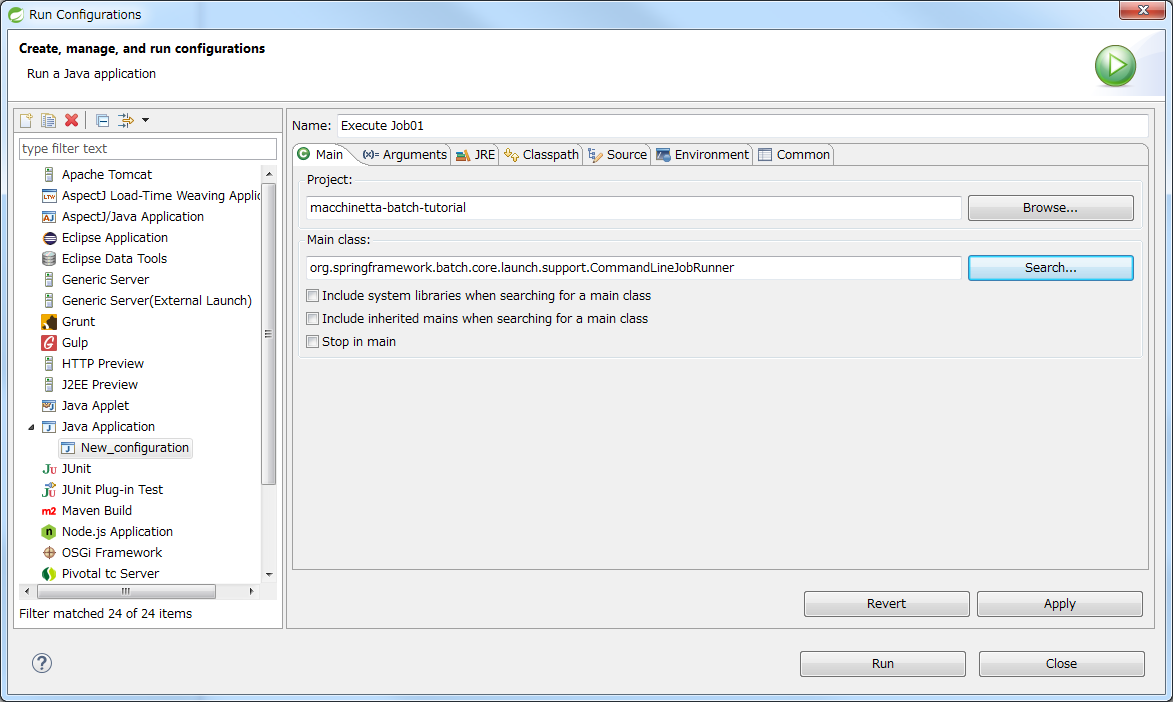 Run Configurations
Create, manage, and run configurations
Run a Java application
type filter text
Apache Tomcat
AspectJ Load-Time Weaving Applic
AspectJ/Java Application
Eclipse Application
Eclipse Data Tools
Generic Server
Generic Server(External Launch)
Grunt
Gulp
HTTP Preview
J2EE Preview
Java Applet
Java Application
New_configuration
JUnit
JUnit Plug-in Test
Maven Build
Node.js Application
OSGi Framework
Pivotal tc Server
Filter matched 24 of 24 items
Name: Execute Job01
Main (x)= Arguments JRE Classpath Source Environment Common
Project:
macchinetta-batch-tutorial Browse...
Main class:
org.springframework.batch.core.launch.support.CommandLineJobRunner Search...
Include system libraries when searching for a main class
Include inherited mains when searching for a main class
Stop in main
Revert Apply
Run Close